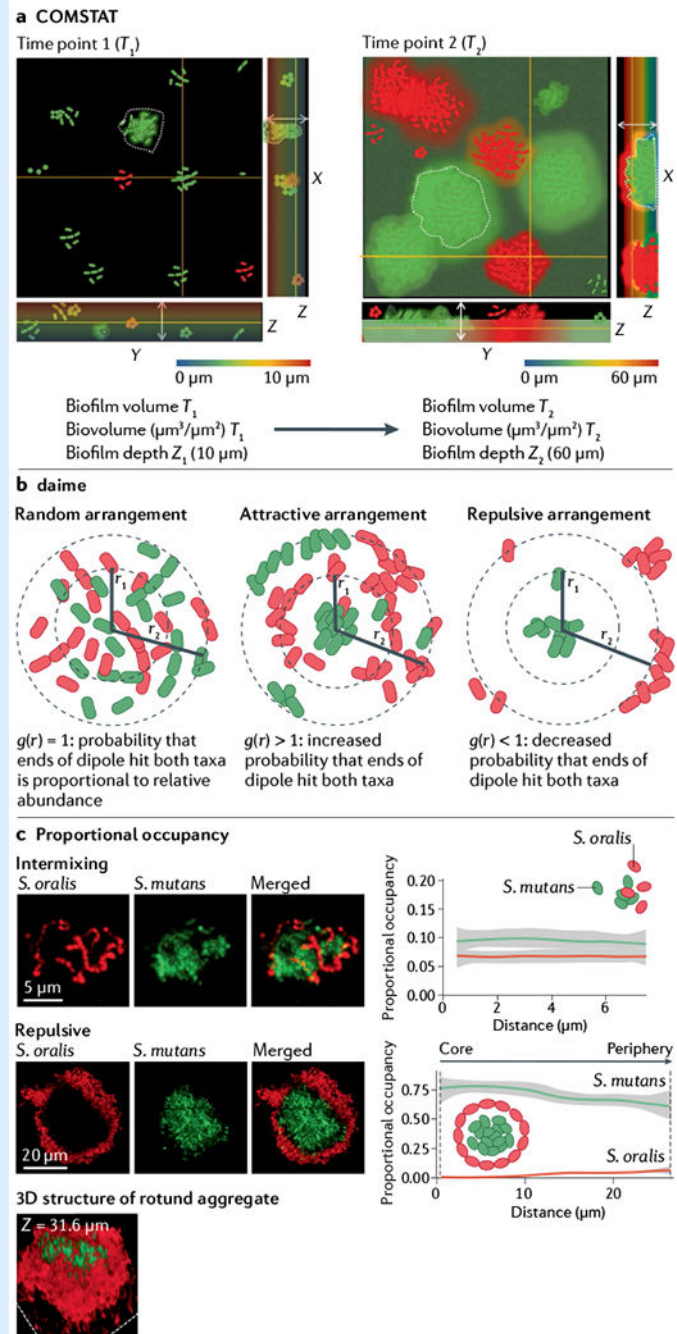 a COMSTAT
Time point 1 (T₁)
Time point 2 (T₂)
X
Z
Z
Y
X
Z
Z
Y
0 µm 10 µm
0 µm 60 µm
Biofilm volume T₁
Biovolume (µm³/µm²) T₁
Biofilm depth Z₁ (10 µm)
Biofilm volume T₂
Biovolume (µm³/µm²) T₂
Biofilm depth Z₂ (60 µm)
b daime
Random arrangement
r₁
r₂
g(r) = 1: probability that
ends of dipole hit both taxa
is proportional to relative
abundance
Attractive arrangement
r₁
r₂
g(r) > 1: increased
probability that ends of
dipole hit both taxa
Repulsive arrangement
r₁
r₂
g(r) < 1: decreased
probability that ends of
dipole hit both taxa
c Proportional occupancy
Intermixing
S. oralis S. mutans Merged
5 µm
S. oralis
S. mutans
Proportional occupancy
0.20
0.15
0.10
0.05
0.00
0 2 4 6
Distance (µm)
Repulsive
S. oralis S. mutans Merged
20 µm
Core Periphery
Proportional occupancy
0.75
0.50
0.25
0.00
S. mutans
S. oralis
0 10 20
Distance (µm)
3D structure of rotund aggregate
Z = 31.6 µm